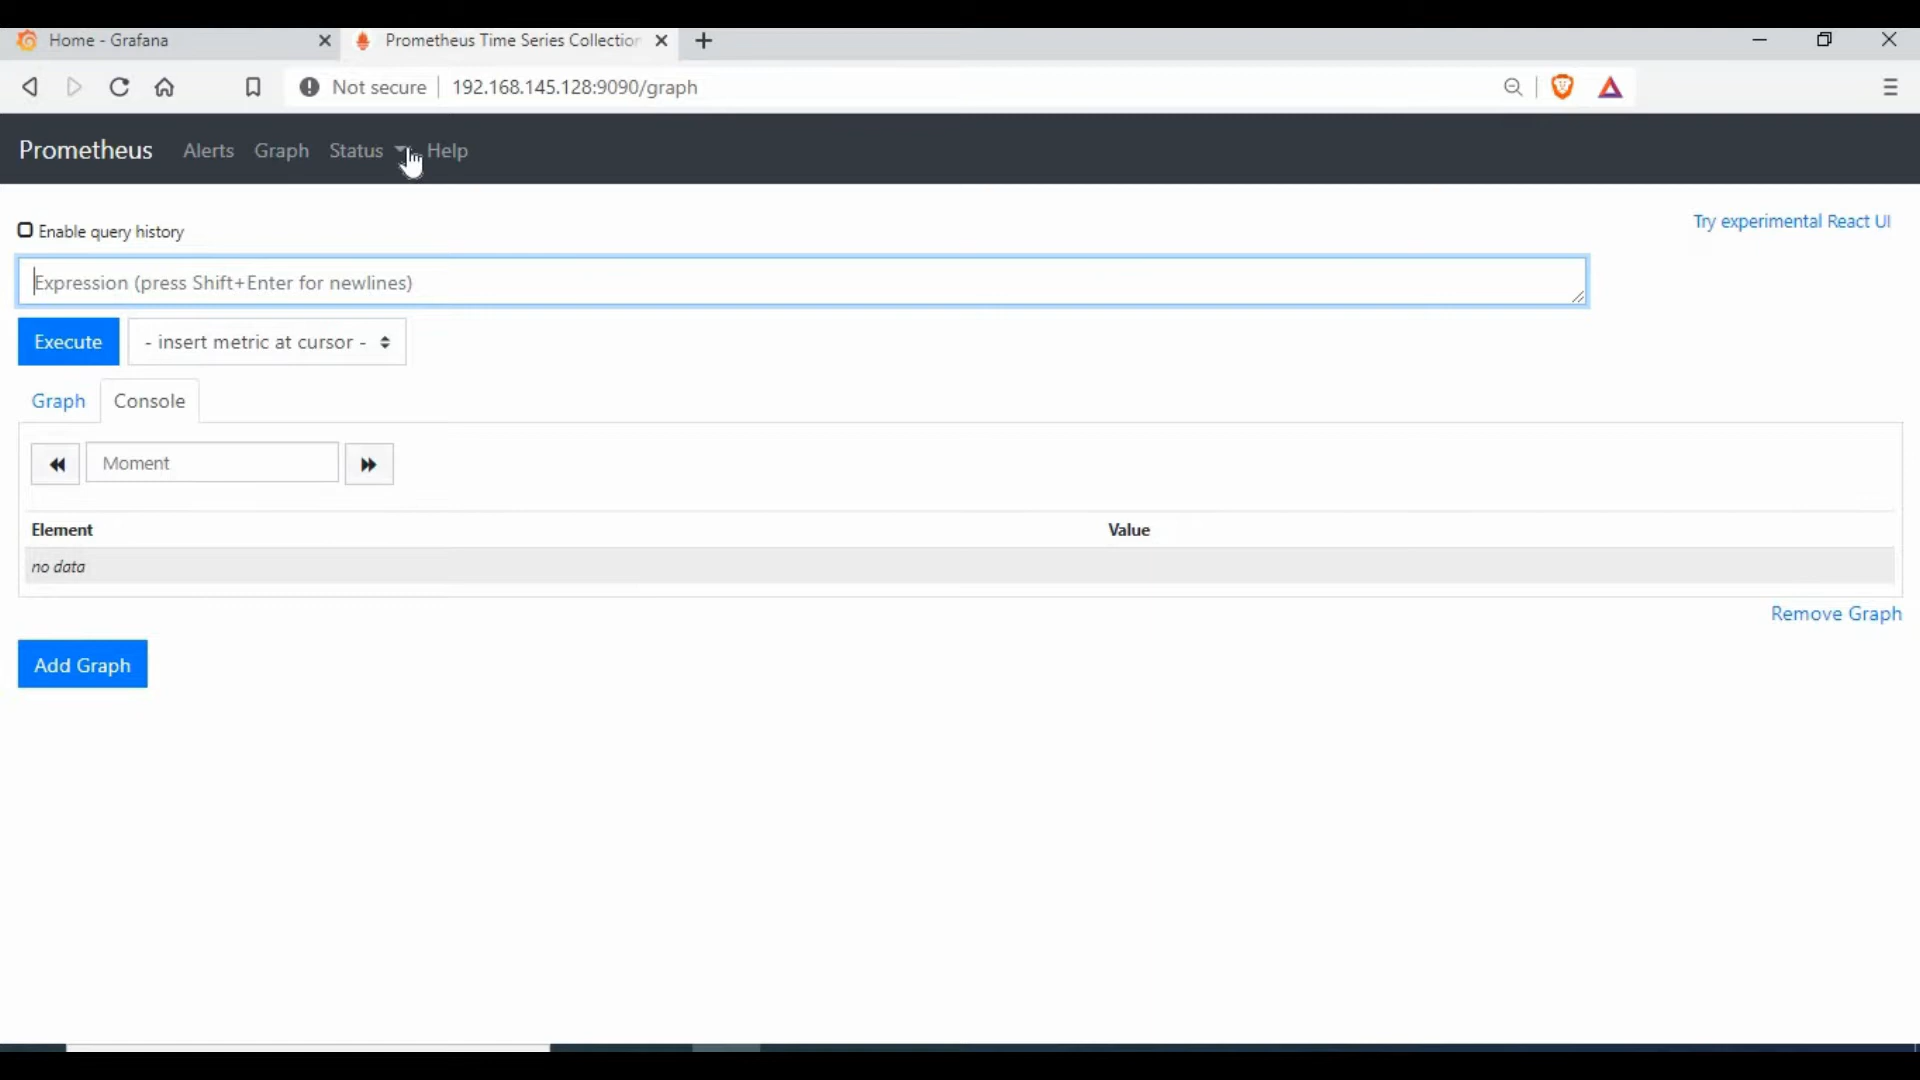 Home - Grafana
Prometheus Time Series Collection
Not secure
192.168.145.128:9090/graph
Prometheus Alerts Graph Status Help
Enable query history
Try experimental React UI
Expression (press Shift+Enter for newlines)
Execute
- insert metric at cursor -
Graph
Console
Moment
Element Value
no data
Remove Graph
Add Graph